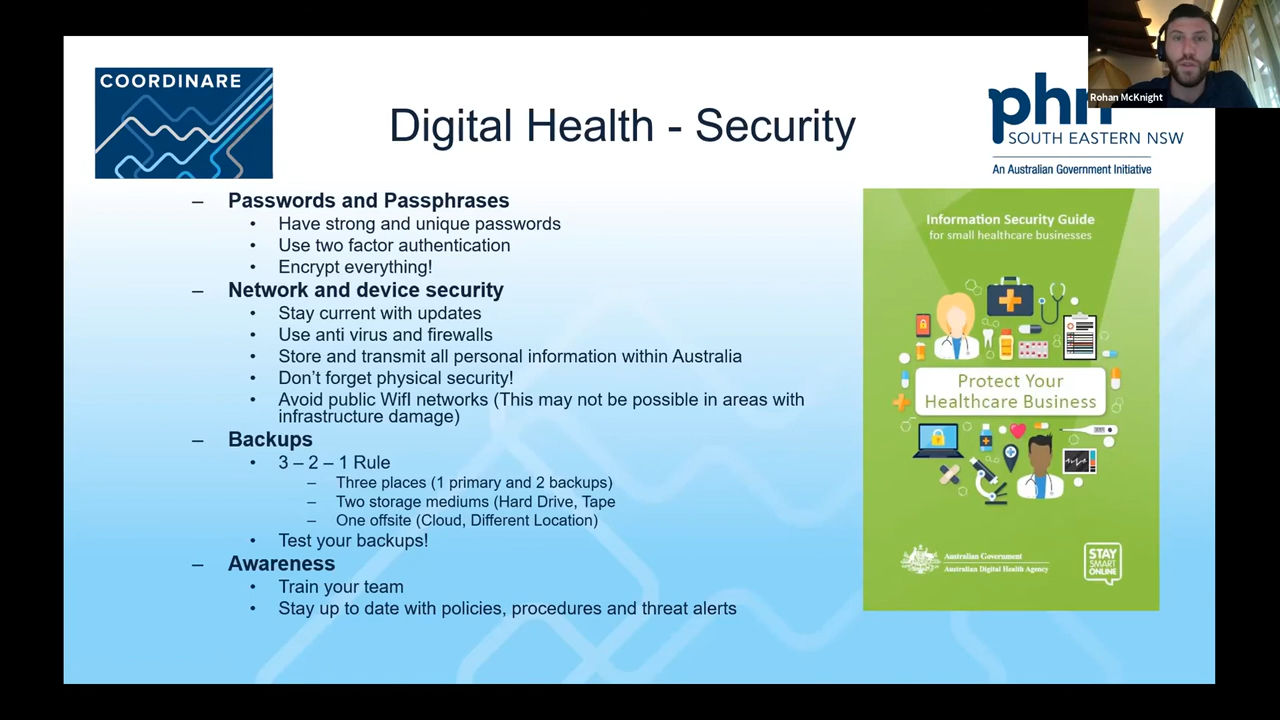 COORDINARE
Digital Health - Security
Rohan McKnight
SOUTH EASTERN NSW
An Australian Government Initiative
– Passwords and Passphrases
• Have strong and unique passwords
• Use two factor authentication
• Encrypt everything!
– Network and device security
• Stay current with updates
• Use anti virus and firewalls
• Store and transmit all personal information within Australia
• Don’t forget physical security!
• Avoid public WifI networks (This may not be possible in areas with
infrastructure damage)
– Backups
• 3 – 2 – 1 Rule
– Three places (1 primary and 2 backups)
– Two storage mediums (Hard Drive, Tape
– One offsite (Cloud, Different Location)
• Test your backups!
– Awareness
• Train your team
• Stay up to date with policies, procedures and threat alerts
Information Security Guide
for small healthcare businesses
Protect Your
Healthcare Business
Australian Government
Australian Digital Health Agency
STAY
SMART
ONLINE